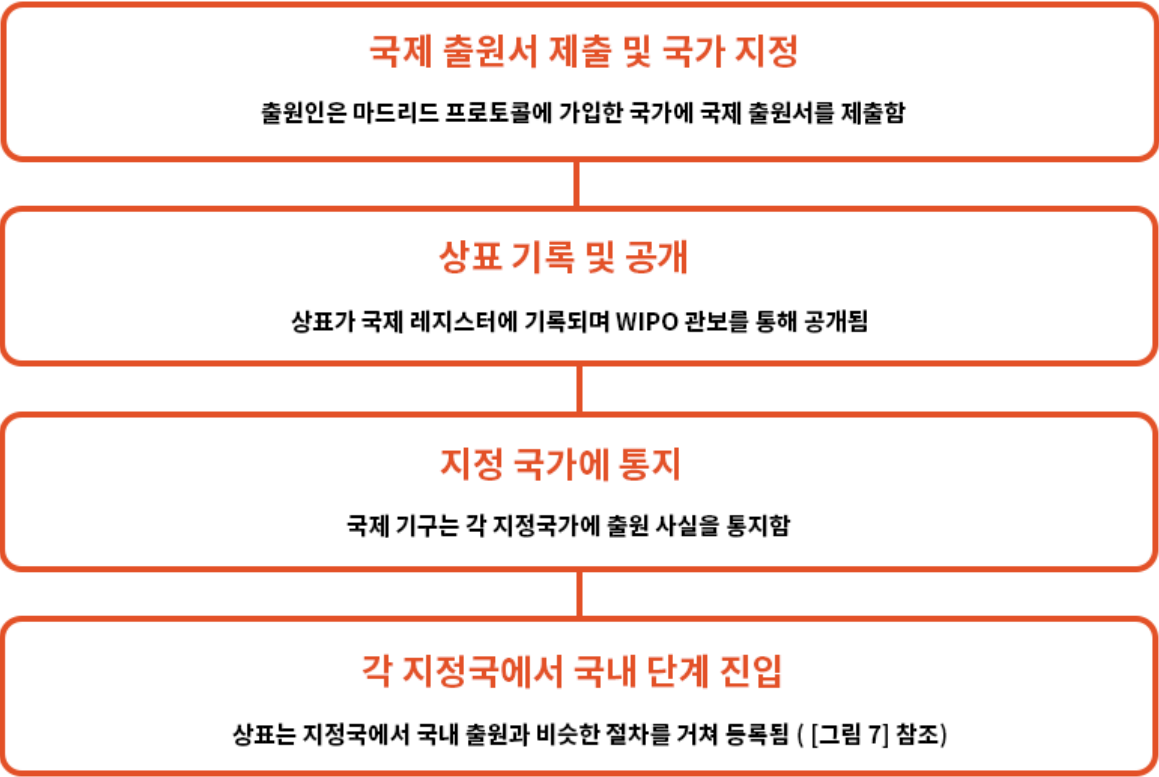 국제 출원서 제출 및 국가 지정
출원인은 마드리드 프로토콜에 가입한 국가에 국제 출원서를 제출함
상표 기록 및 공개
상표가 국제 레지스터에 기록되며 WIPO 관보를 통해 공개됨
지정 국가에 통지
국제 기구는 각 지정국가에 출원 사실을 통지함
각 지정국에서 국내 단계 진입
상표는 지정국에서 국내 출원과 비슷한 절차를 거쳐 등록됨 ( [그림 7] 참조)